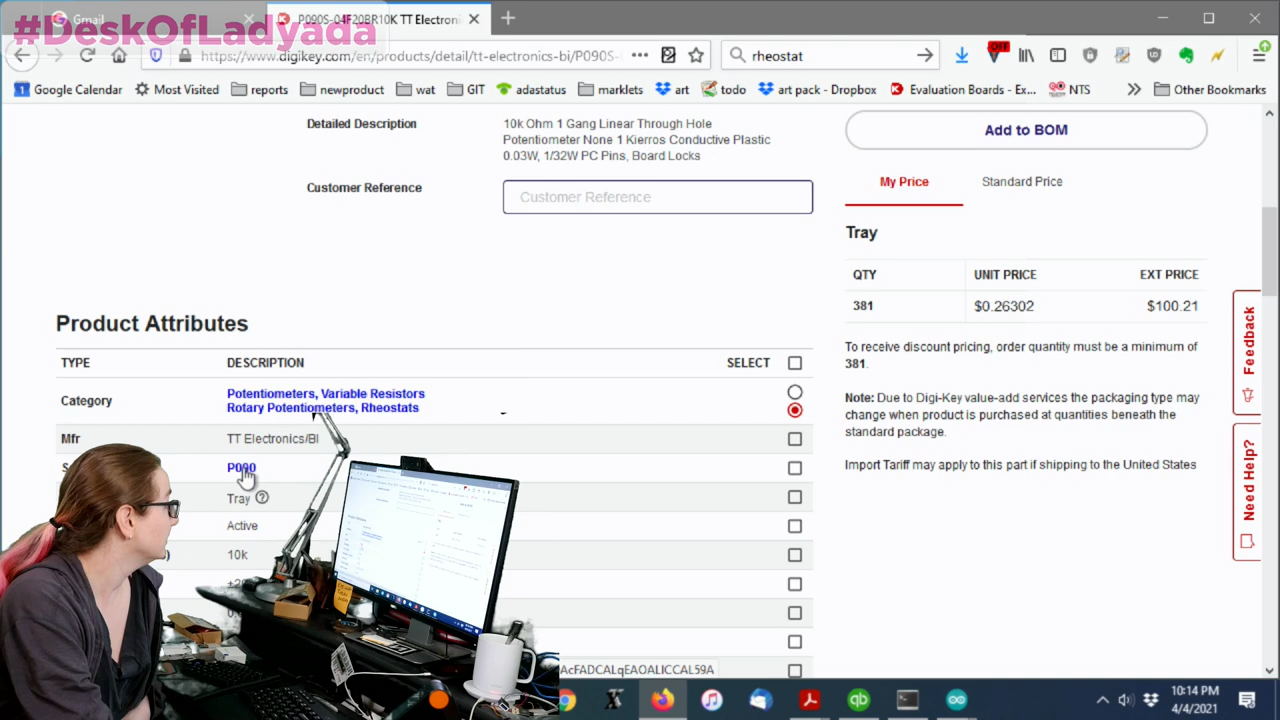 #DeskOfLadyada
Gmail
P090S-04F20BR10K TT Electroni
https://www.digikey.com/en/products/detail/tt-electronics-bi/P090S-
rheostat
OFF
Google Calendar
Most Visited
reports
newproduct
wat
GIT
adastatus
marklets
art
todo
art pack - Dropbox
Evaluation Boards - Ex...
NTS
Other Bookmarks
Detailed Description
10k Ohm 1 Gang Linear Through Hole
Potentiometer None 1 Kierros Conductive Plastic
0.03W, 1/32W PC Pins, Board Locks
Customer Reference
Customer Reference
Add to BOM
My Price
Standard Price
Tray
QTY UNIT PRICE EXT PRICE
381 $0.26302 $100.21
To receive discount pricing, order quantity must be a minimum of
381.
Note: Due to Digi-Key value-add services the packaging type may
change when product is purchased at quantities beneath the
standard package.
Import Tariff may apply to this part if shipping to the United States
Feedback
Need Help?
Product Attributes
TYPE DESCRIPTION SELECT
Category
Potentiometers, Variable Resistors
Rotary Potentiometers, Rheostats
Mfr TT Electronics/BI
P090
Tray
Active
10k
AcFADCALqEAOALICCAL59A
10:14 PM
4/4/2021